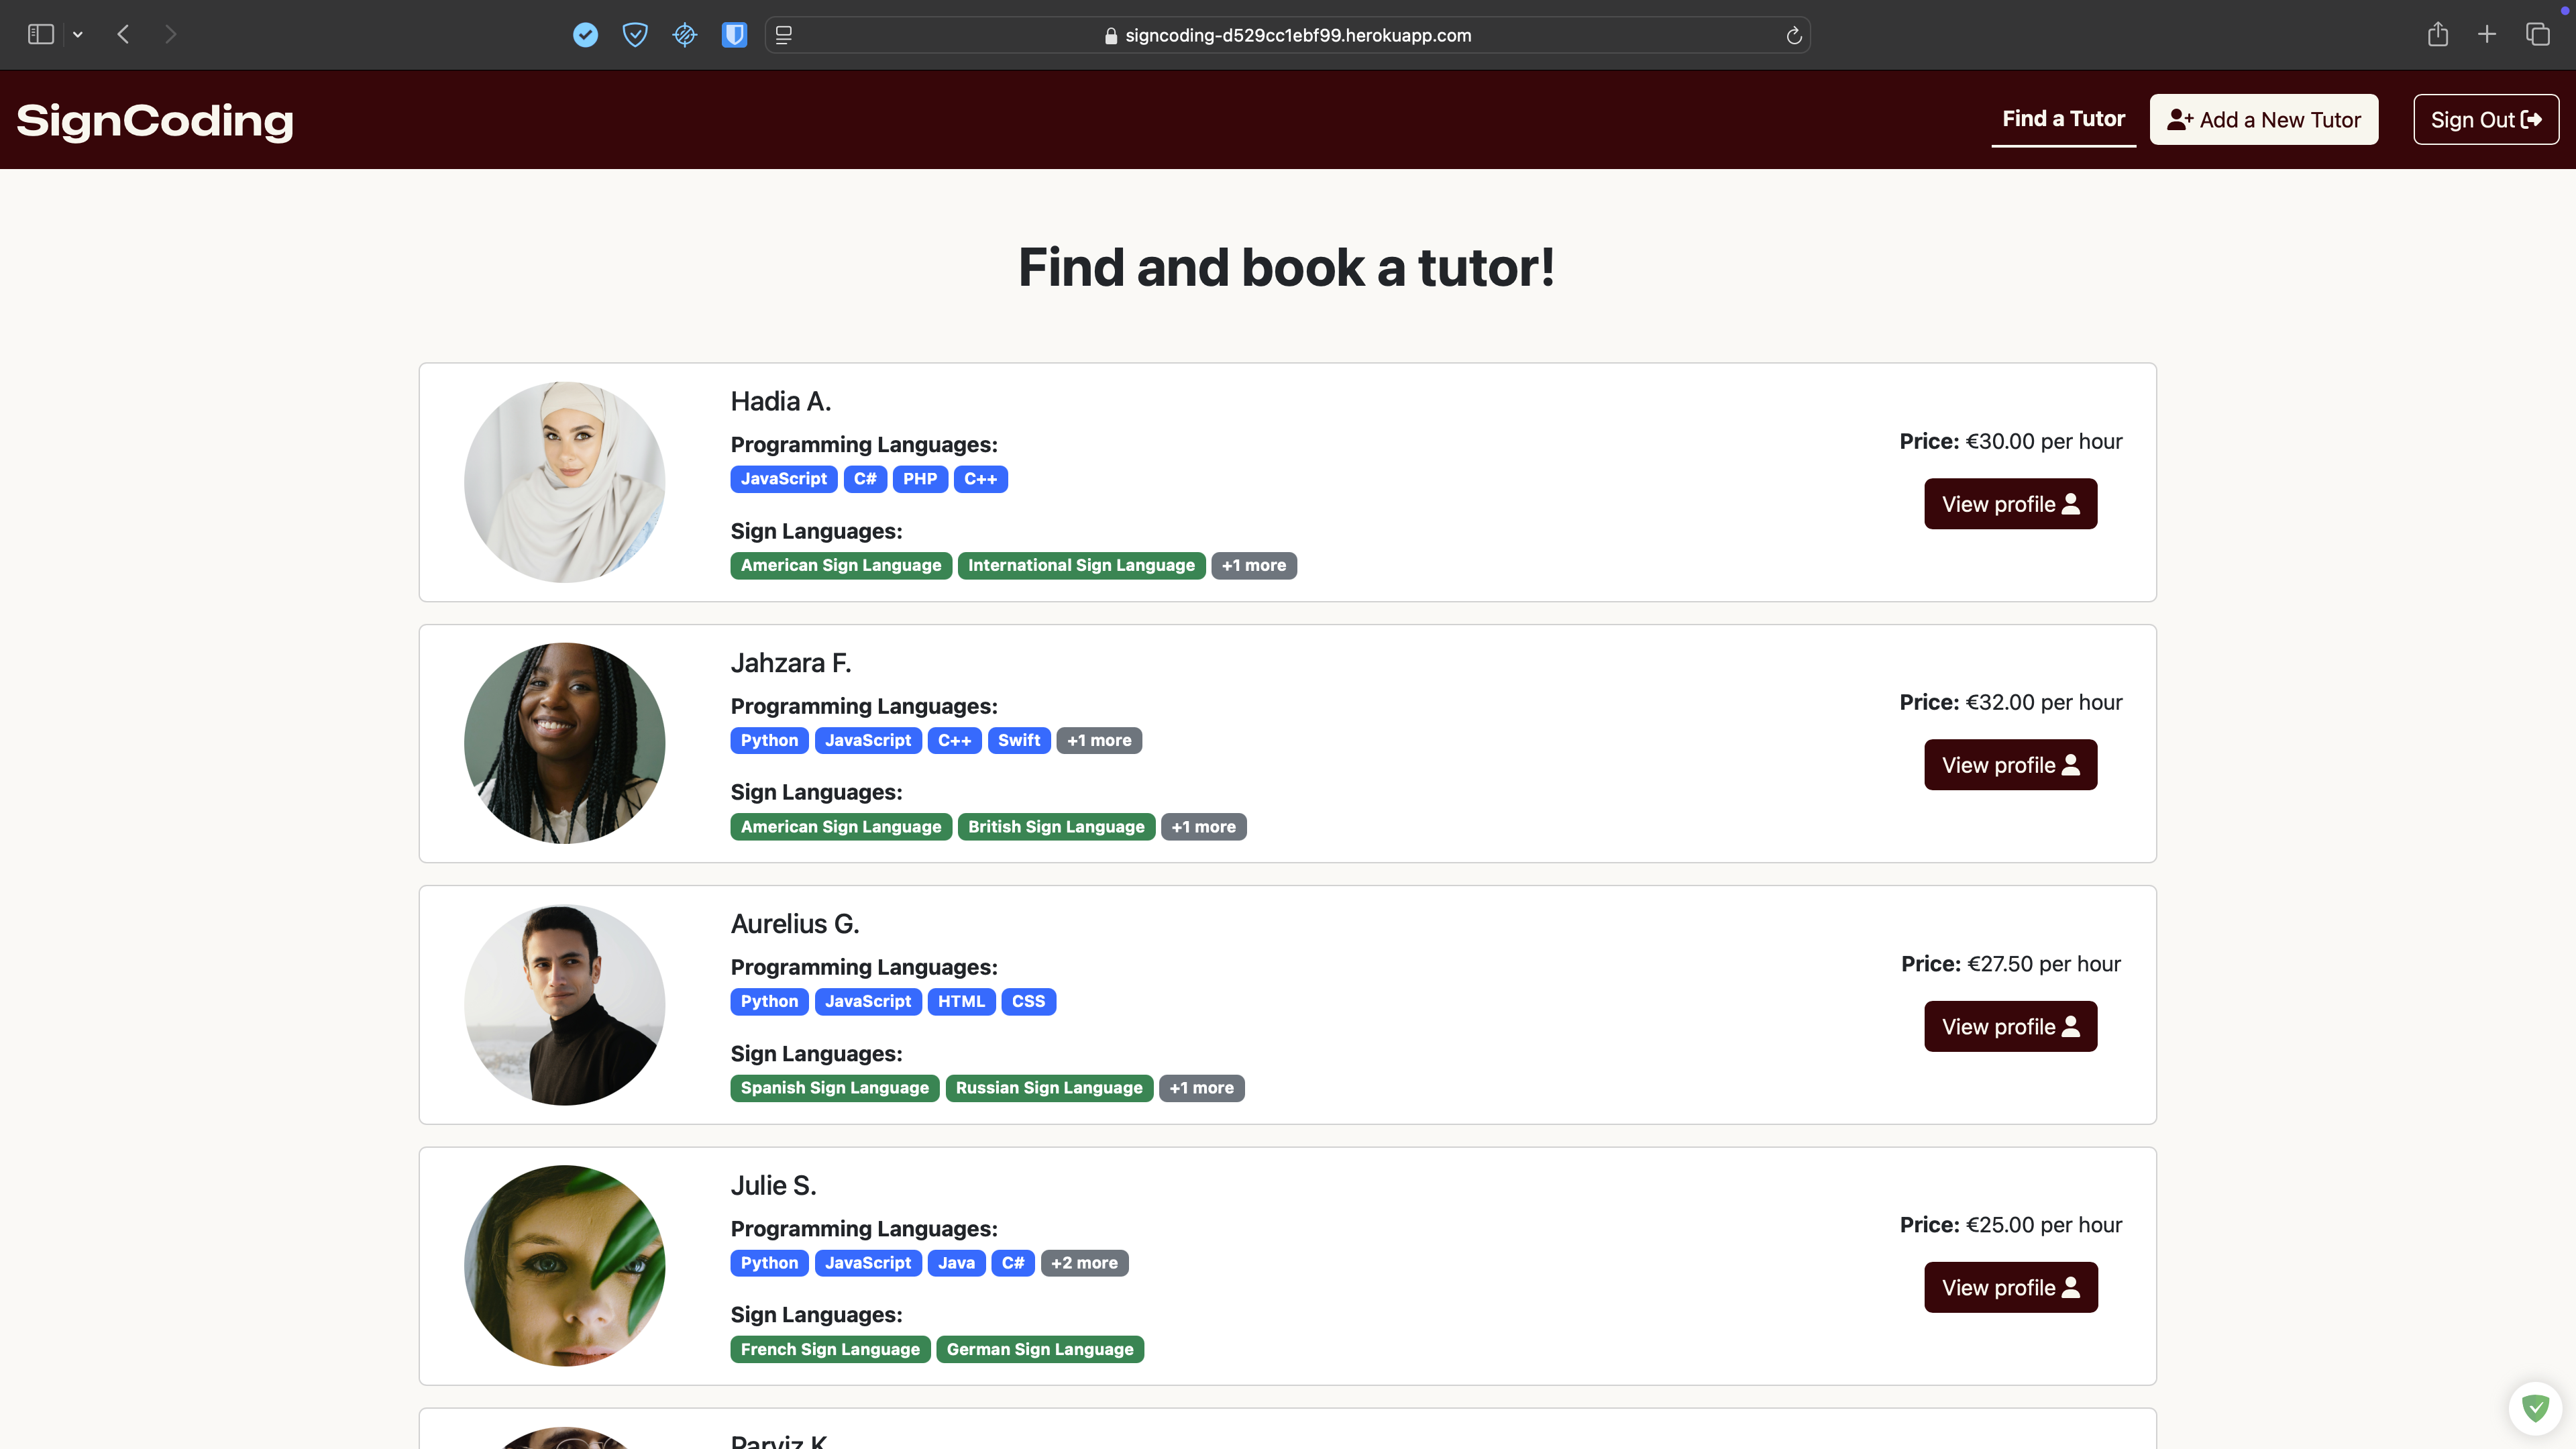 signcoding-d529cc1ebf99.herokuapp.com
SignCoding
Find a Tutor
Add a New Tutor
Sign Out
Find and book a tutor!
Hadia A.
Programming Languages:
JavaScript C# PHP C++
Sign Languages:
American Sign Language International Sign Language +1 more
Price: €30.00 per hour
View profile
Jahzara F.
Programming Languages:
Python JavaScript C++ Swift +1 more
Sign Languages:
American Sign Language British Sign Language +1 more
Price: €32.00 per hour
View profile
Aurelius G.
Programming Languages:
Python JavaScript HTML CSS
Sign Languages:
Spanish Sign Language Russian Sign Language +1 more
Price: €27.50 per hour
View profile
Julie S.
Programming Languages:
Python JavaScript Java C# +2 more
Sign Languages:
French Sign Language German Sign Language
Price: €25.00 per hour
View profile
Parviz K.